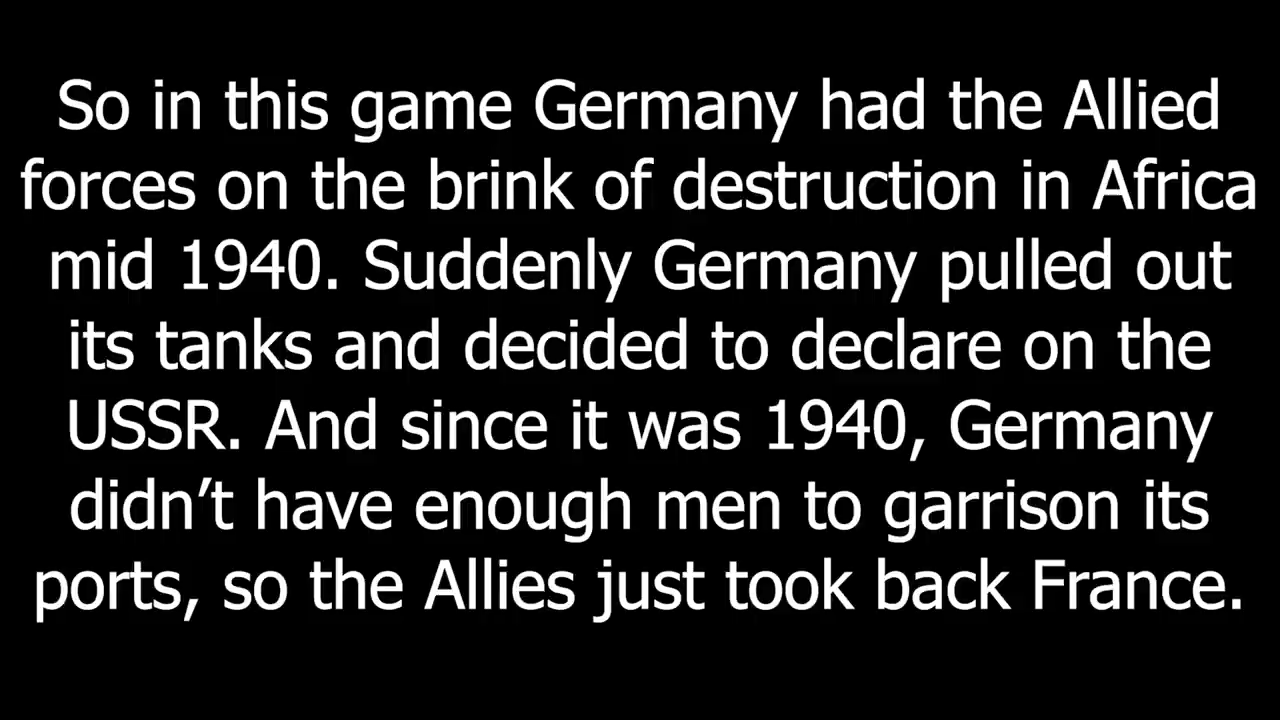 So in this game Germany had the Allied
forces on the brink of destruction in Africa
mid 1940. Suddenly Germany pulled out
its tanks and decided to declare on the
USSR. And since it was 1940, Germany
didn’t have enough men to garrison its
ports, so the Allies just took back France.